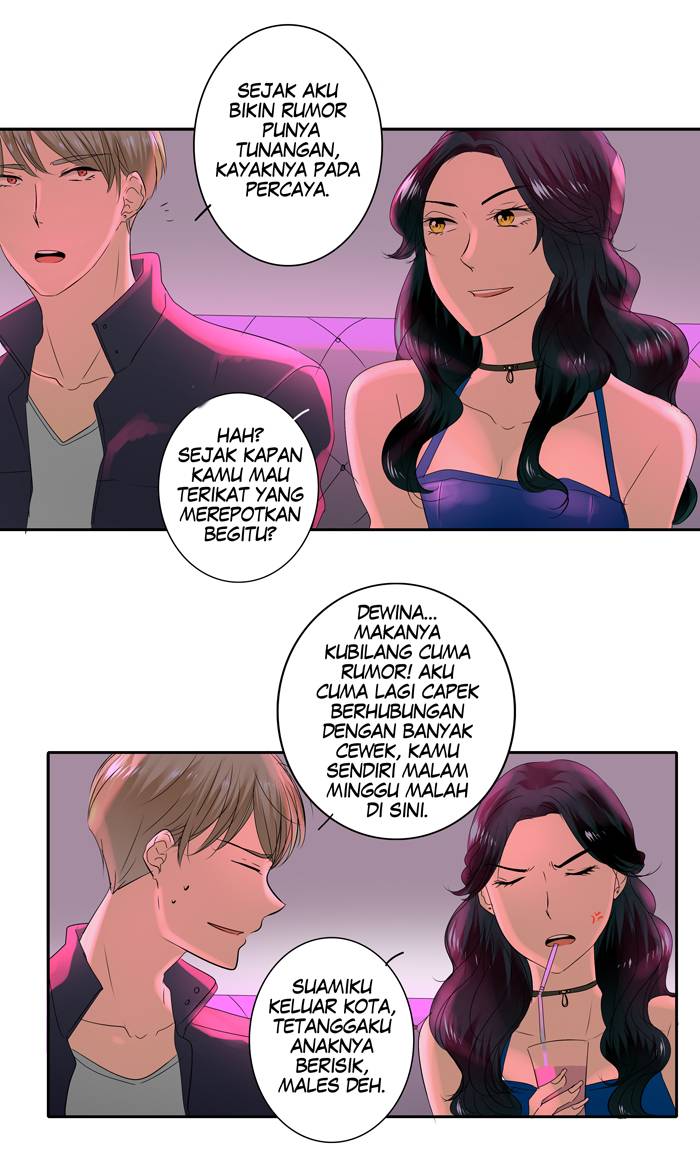 SEJAK AKU
BIKIN RUMOR
PUNYA
TUNANGAN,
KAYAKNYA PADA
PERCAYA.
HAH?
SEJAK KAPAN
KAMU MAU
TERIKAT YANG
MEREPOTKAN
BEGITU?
DEWINA...
MAKANYA
KUBILANG CUMA
RUMOR! AKU
CUMA LAGI CAPEK
BERHUBUNGAN
DENGAN BANYAK
CEWEK, KAMU
SENDIRI MALAM
MINGGU MALAH
DI SINI.
SUAMIKU
KELUAR KOTA,
TETANGGAKU
ANAKNYA
BERISIK,
MALES DEH.